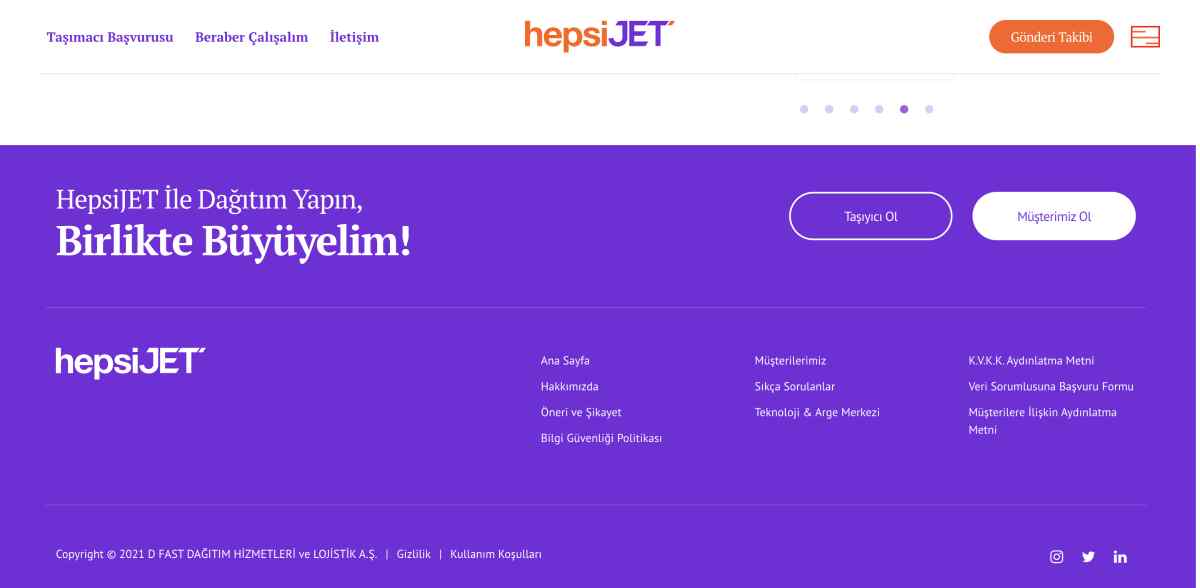 Taşımacı Başvurusu
Beraber Çalışalım
İletişim
hepsiJET
Gönderi Takibi
HepsiJET İle Dağıtım Yapın,
Birlikte Büyüyelim!
Taşıyıcı Ol
Müşterimiz Ol
hepsiJET
Ana Sayfa
Hakkımızda
Öneri ve Şikayet
Bilgi Güvenliği Politikası
Müşterilerimiz
Sıkça Sorulanlar
Teknoloji & Arge Merkezi
K.V.K.K. Aydınlatma Metni
Veri Sorumlusuna Başvuru Formu
Müşterilere İlişkin Aydınlatma
Metni
Copyright © 2021 D FAST DAĞITIM HİZMETLERİ ve LOJİSTİK A.Ş. | Gizlilik | Kullanım Koşulları